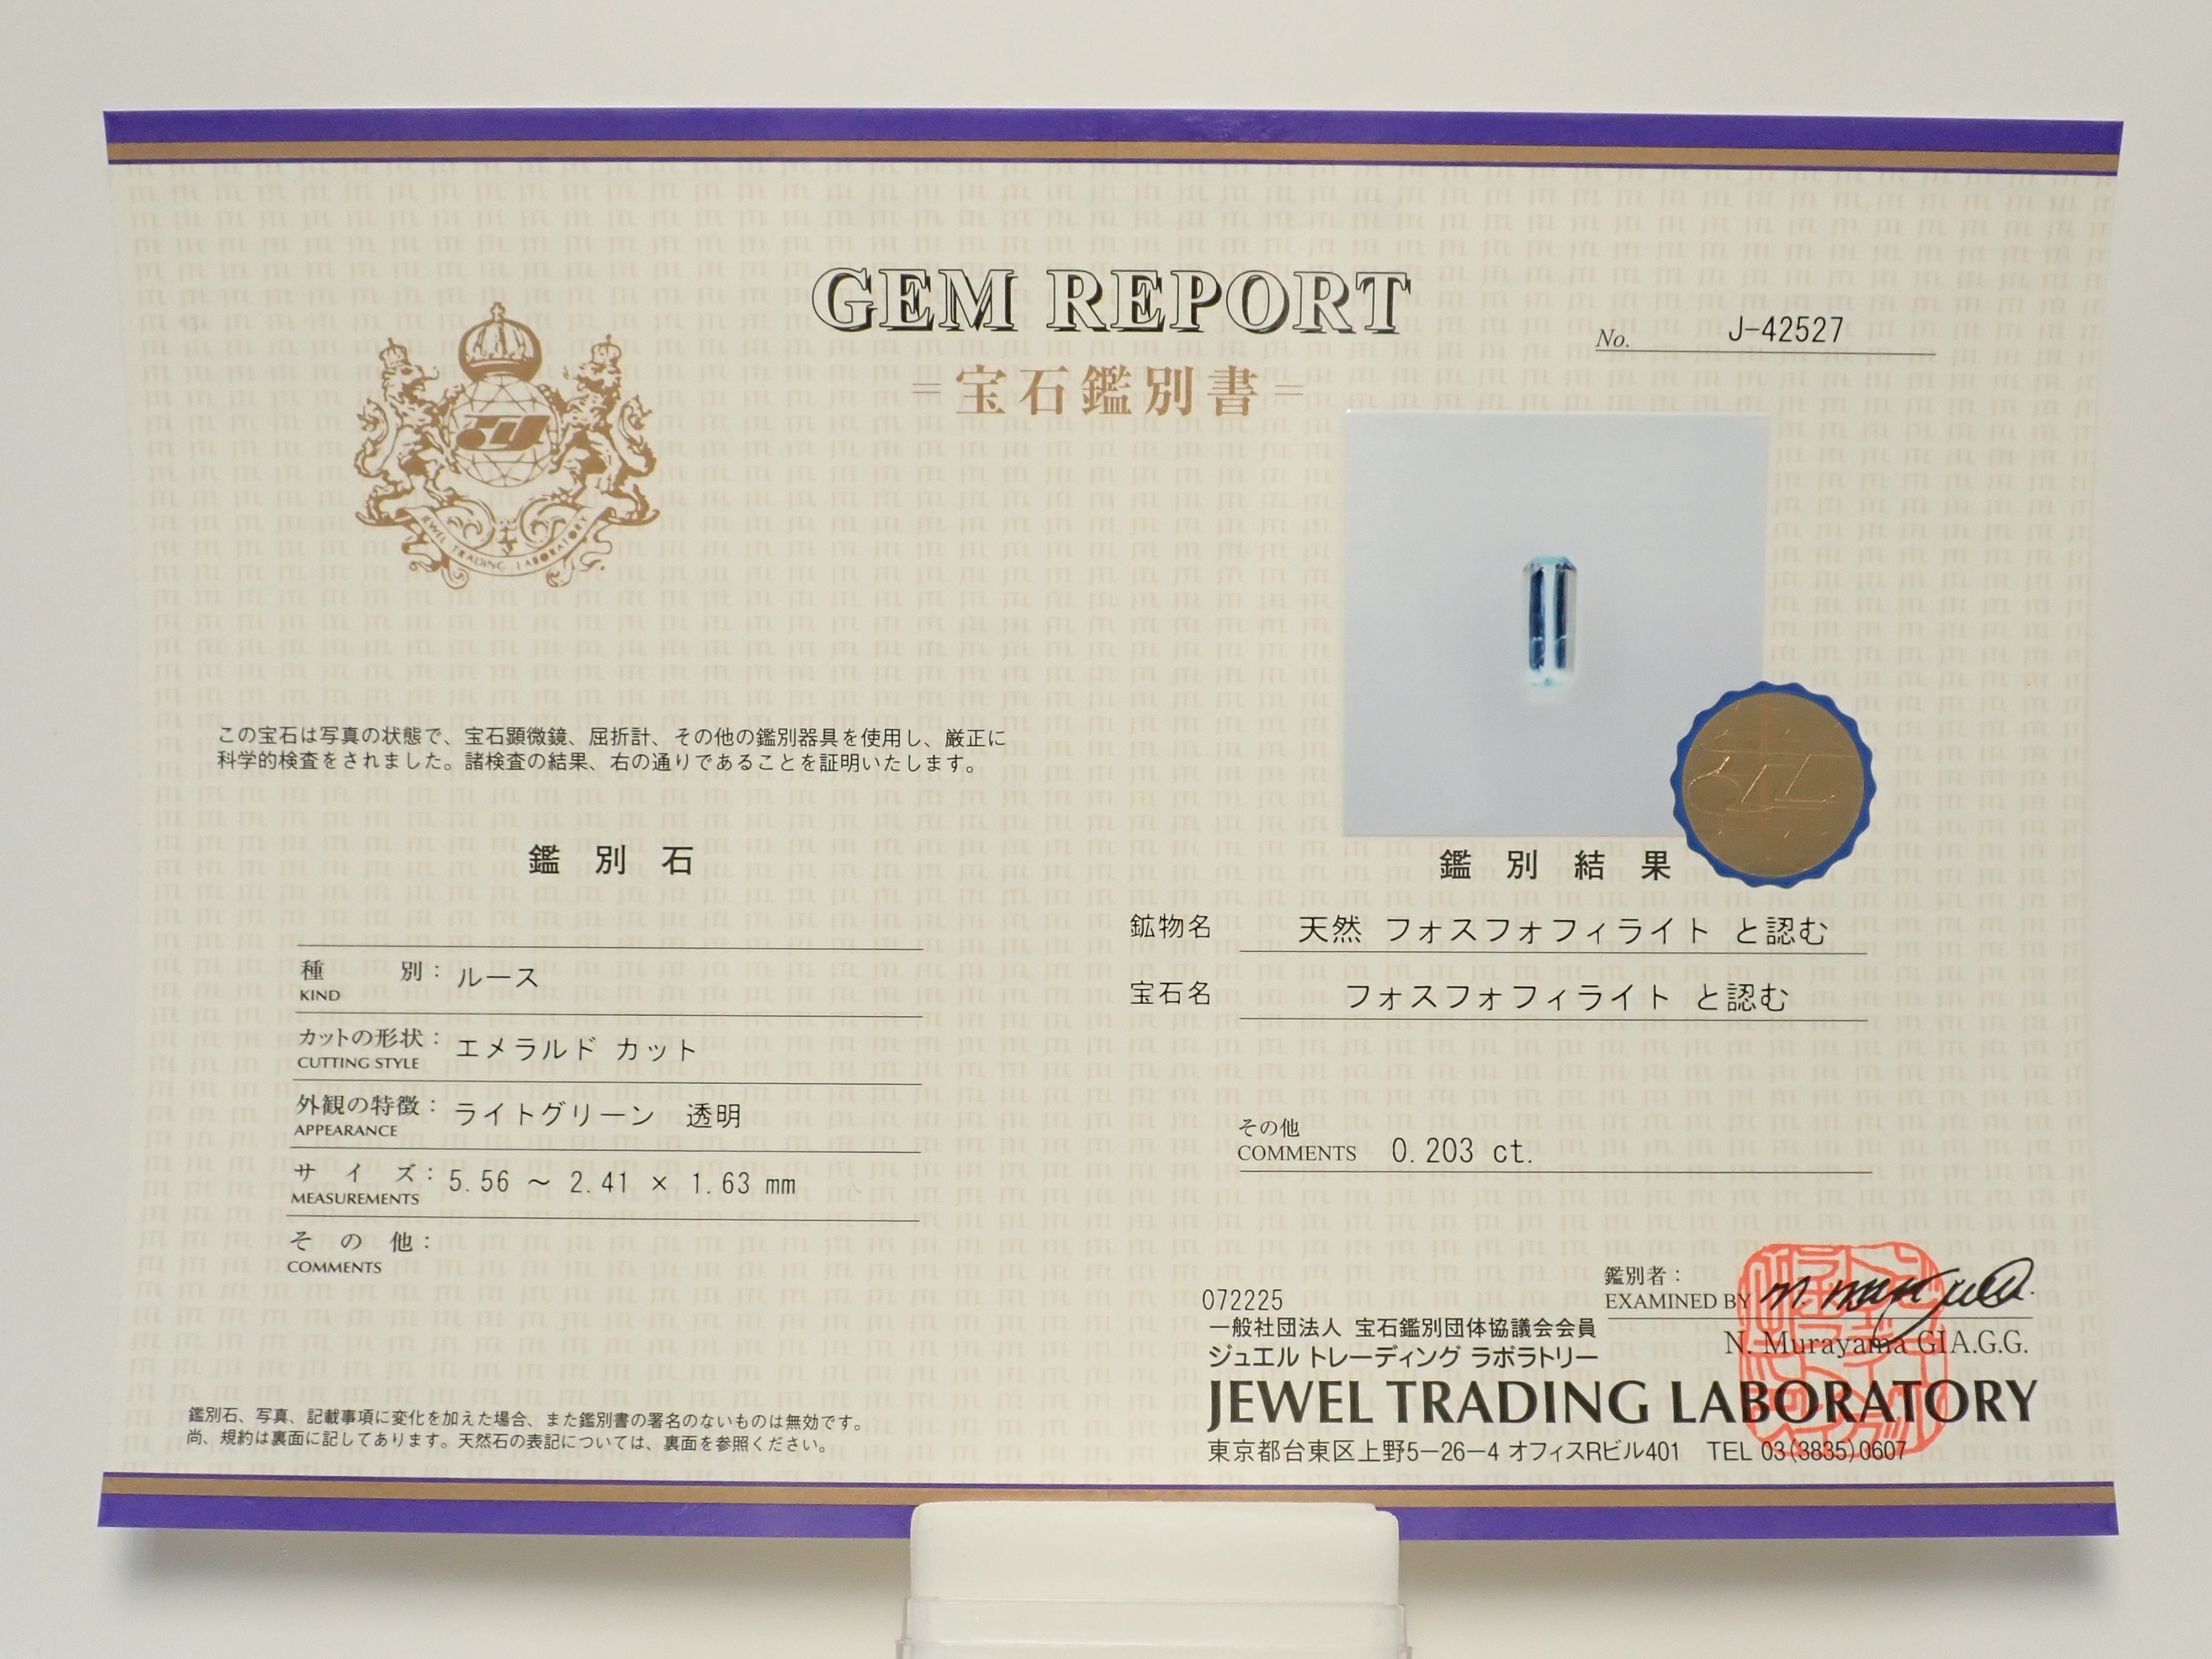 GEM REPORT
=宝石鑑別書=
No. J-42527
JEWEL TRADING LABORATORY
この宝石は写真の状態で、宝石顕微鏡、屈折計、その他の鑑別器具を使用し、厳正に
科学的検査をされました。諸検査の結果、右の通りであることを証明いたします。
鑑別石
種別: ルース
KIND
カットの形状: エメラルド カット
CUTTING STYLE
外観の特徴: ライトグリーン 透明
APPEARANCE
サイズ: 5.56 ～ 2.41 × 1.63 mm
MEASUREMENTS
その他:
COMMENTS
鑑別石、写真、記載事項に変化を加えた場合、また鑑別書の署名のないものは無効です。
尚、規約は裏面に記してあります。天然石の表記については、裏面を参照ください。
鑑別結果
鉱物名 天然 フォスフォフィライト と認む
宝石名 フォスフォフィライト と認む
その他
COMMENTS 0.203 ct.
鑑別者:
EXAMINED BY
N. Murayama GIA.G.G.
072225
一般社団法人 宝石鑑別団体協議会会員
ジュエル トレーディング ラボラトリー
JEWEL TRADING LABORATORY
東京都台東区上野5-26-4 オフィスRビル401 TEL 03(3835)0607